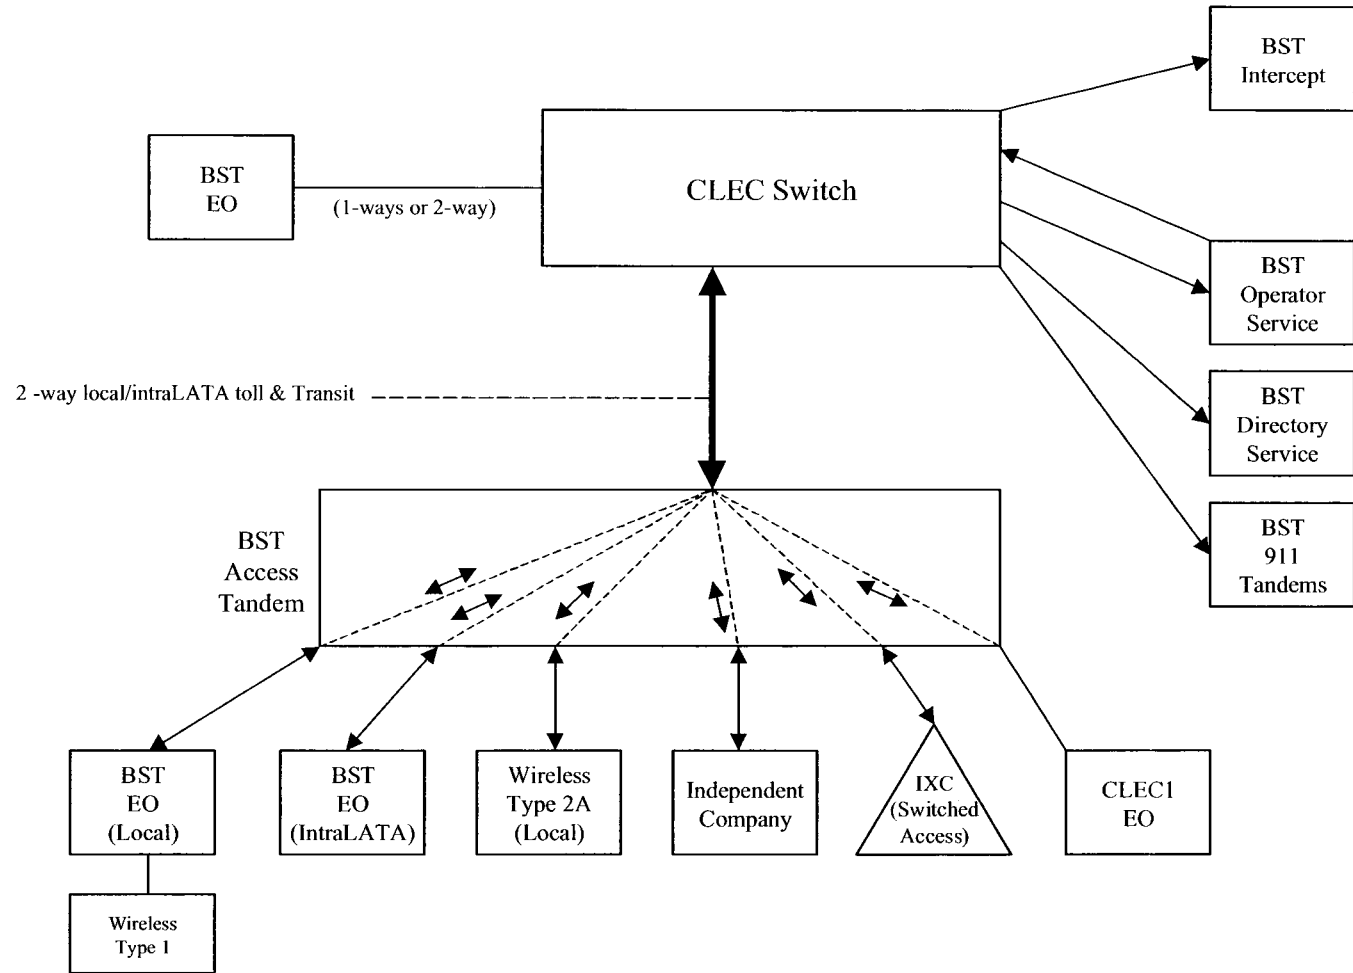 BST
Intercept
BST
EO
(1-ways or 2-way)
CLEC Switch
BST
Operator
Service
2 -way local/intraLATA toll & Transit
BST
Directory
Service
BST
911
Tandems
BST
Access
Tandem
BST
EO
(Local)
BST
EO
(IntraLATA)
Wireless
Type 2A
(Local)
Independent
Company
IXC
(Switched
Access)
CLEC1
EO
Wireless
Type 1